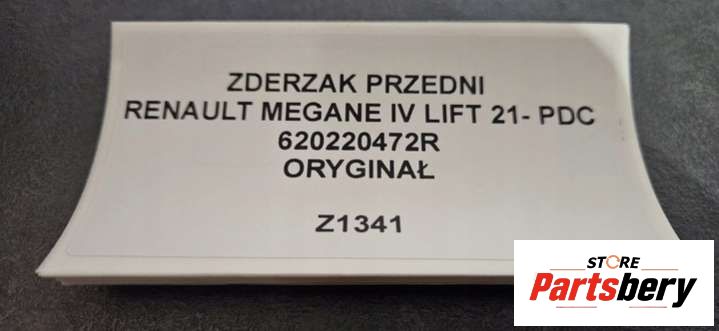 ZDERZAK PRZEDNI
RENAULT MEGANE IV LIFT 21- PDC
620220472R
ORYGINAŁ
Z1341
STORE
Partsbery